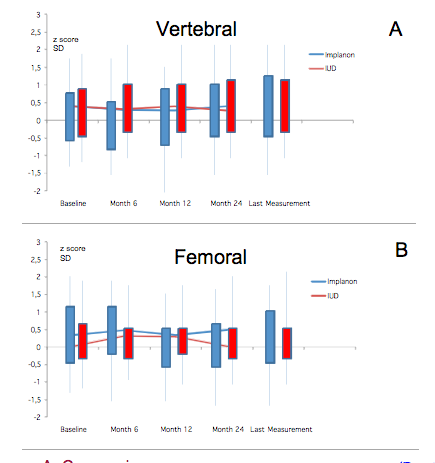 Vertebral
A
z score
SD
3
2,5
2
1,5
1
0,5
0
-0,5
-1
-1,5
-2
Implanon
IUD
Baseline Month 6 Month 12 Month 24 Last Measurement
Femoral
B
z score
SD
3
2,5
2
1,5
1
0,5
0
-0,5
-1
-1,5
-2
Implanon
IUD
Baseline Month 6 Month 12 Month 24 Last Measurement